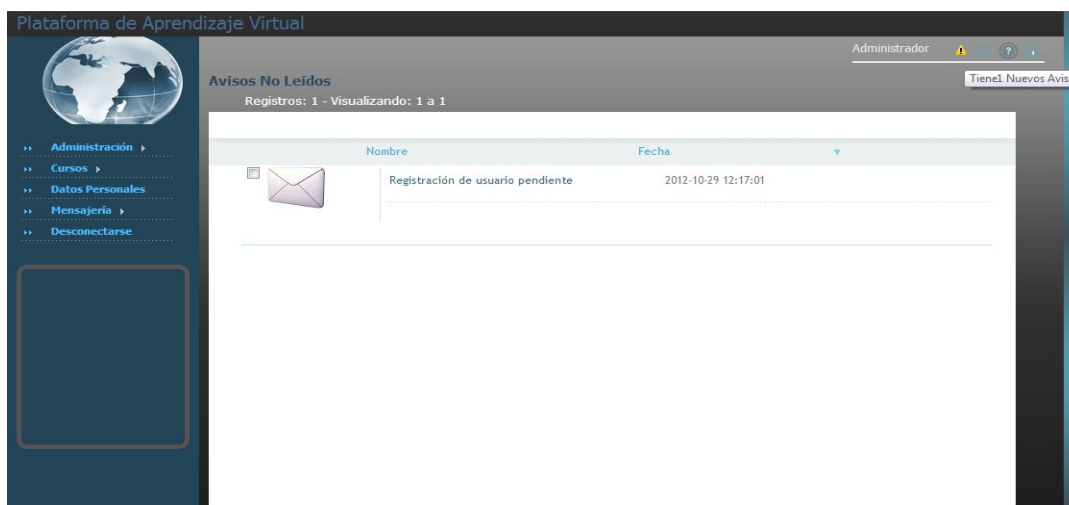 Plataforma de Aprendizaje Virtual
Administrador
Tiene1 Nuevos Avis
Avisos No Leídos
Registros: 1 - Visualizando: 1 a 1
Administración
Cursos
Datos Personales
Mensajería
Desconectarse
Nombre Fecha
Registración de usuario pendiente 2012-10-29 12:17:01